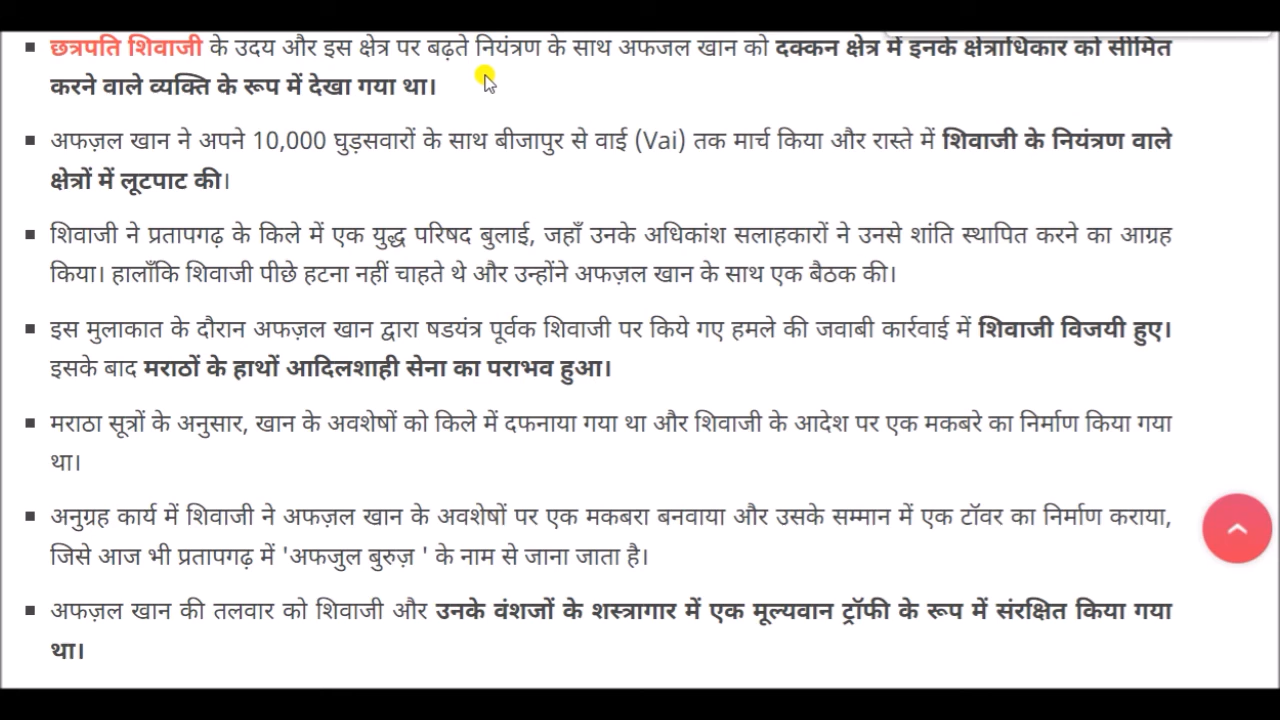 छत्रपति शिवाजी के उदय और इस क्षेत्र पर बढ़ते नियंत्रण के साथ अफजल खान को दक्कन क्षेत्र में इनके क्षेत्राधिकार को सीमित
करने वाले व्यक्ति के रूप में देखा गया था।
अफज़ल खान ने अपने 10,000 घुड़सवारों के साथ बीजापुर से वाई (Vai) तक मार्च किया और रास्ते में शिवाजी के नियंत्रण वाले
क्षेत्रों में लूटपाट की।
शिवाजी ने प्रतापगढ़ के किले में एक युद्ध परिषद बुलाई, जहाँ उनके अधिकांश सलाहकारों ने उनसे शांति स्थापित करने का आग्रह
किया। हालाँकि शिवाजी पीछे हटना नहीं चाहते थे और उन्होंने अफज़ल खान के साथ एक बैठक की।
इस मुलाकात के दौरान अफज़ल खान द्वारा षडयंत्र पूर्वक शिवाजी पर किये गए हमले की जवाबी कार्रवाई में शिवाजी विजयी हुए।
इसके बाद मराठों के हाथों आदिलशाही सेना का पराभव हुआ।
मराठा सूत्रों के अनुसार, खान के अवशेषों को किले में दफनाया गया था और शिवाजी के आदेश पर एक मकबरे का निर्माण किया गया
था।
अनुग्रह कार्य में शिवाजी ने अफज़ल खान के अवशेषों पर एक मकबरा बनवाया और उसके सम्मान में एक टॉवर का निर्माण कराया,
जिसे आज भी प्रतापगढ़ में 'अफजुल बुरुज़ ' के नाम से जाना जाता है।
अफज़ल खान की तलवार को शिवाजी और उनके वंशजों के शस्त्रागार में एक मूल्यवान ट्रॉफी के रूप में संरक्षित किया गया
था।